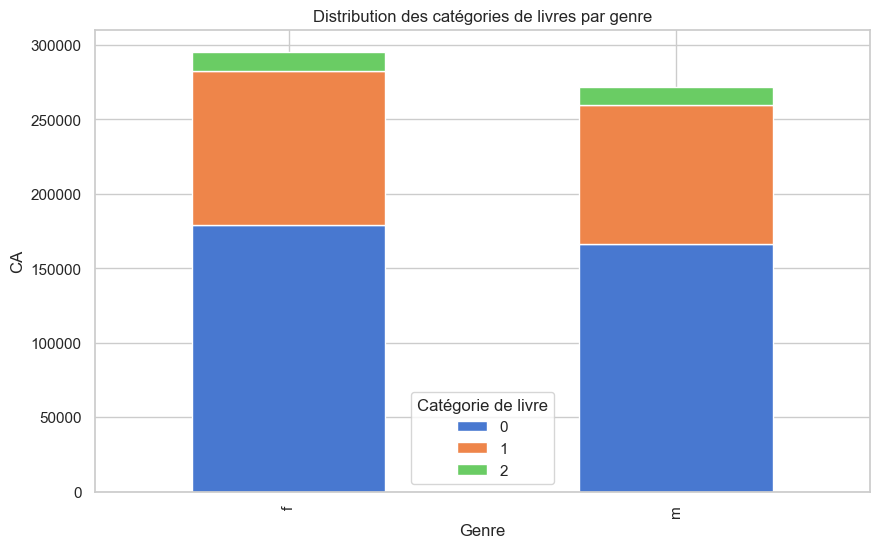 Distribution des catégories de livres par genre
300000
250000
200000
150000
100000
50000
0
CA
Catégorie de livre
0
1
2
f
m
Genre